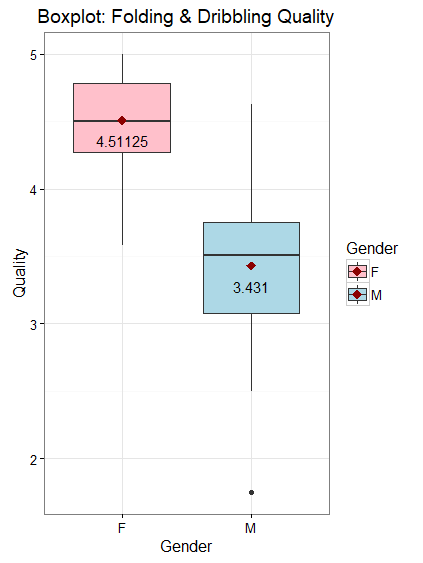 Boxplot: Folding & Dribbling Quality
5
4
3
2
Quality
4.51125
3.431
F
M
Gender
Gender
F
M